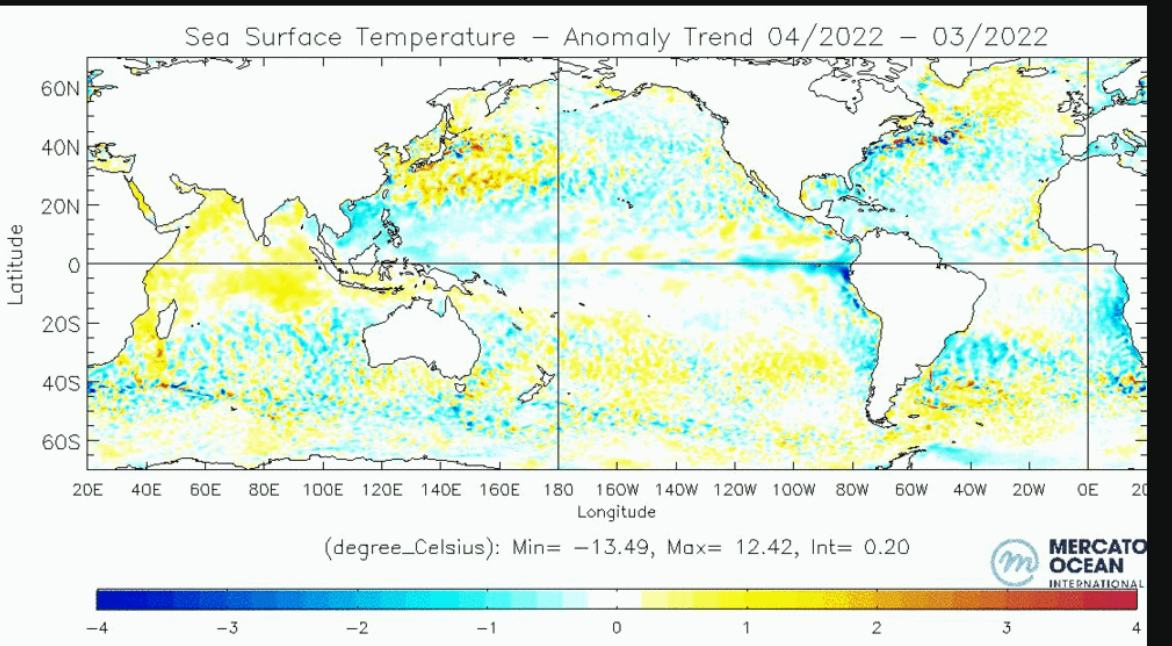 Sea Surface Temperature – Anomaly Trend 04/2022 – 03/2022
Latitude
60N
40N
20N
0
20S
40S
60S
20E 40E 60E 80E 100E 120E 140E 160E 180 160W 140W 120W 100W 80W 60W 40W 20W 0E 20
Longitude
(degree_Celsius): Min= −13.49, Max= 12.42, Int= 0.20
MERCATO
OCEAN
INTERNATIONAL
−4 −3 −2 −1 0 1 2 3 4